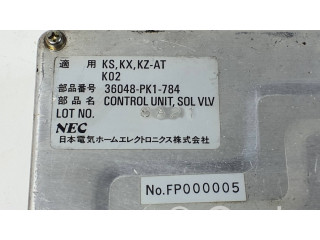 適 用 KS,KX,KZ-AT
K02
部品番号 36048-PK1-784
部 品 名 CONTROL UNIT, SOL VLV
LOT NO.
NEC
日本電気ホームエレクトロニクス株式会社
No.FP000005